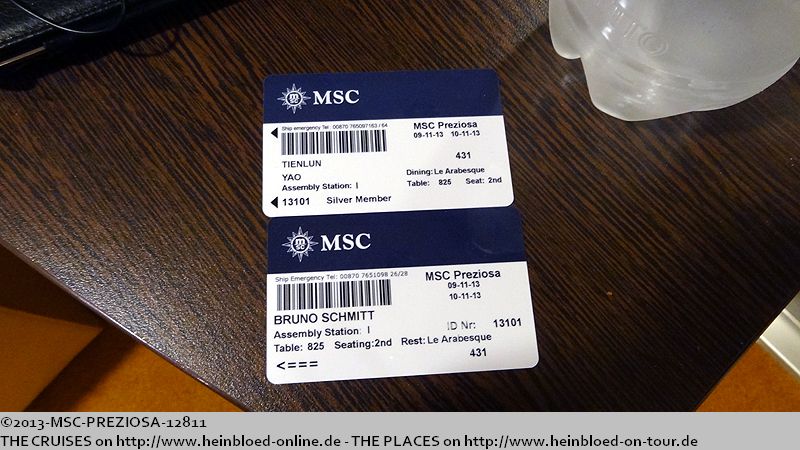 MSC
Ship emergency Tel: 00870 765097163 / 64
MSC Preziosa
09-11-13 10-11-13
431
TIENLUN
YAO
Dining: Le Arabesque
Assembly Station: I
Table: 825 Seat: 2nd
13101 Silver Member
MSC
Ship Emergency Tel: 00870 7651098 26/28
MSC Preziosa
09-11-13
10-11-13
BRUNO SCHMITT
Assembly Station: I
ID Nr: 13101
Table: 825 Seating:2nd Rest: Le Arabesque
431
<===
©2013-MSC-PREZIOSA-12811
THE CRUISES on http://www.heinbloed-online.de - THE PLACES on http://www.heinbloed-on-tour.de